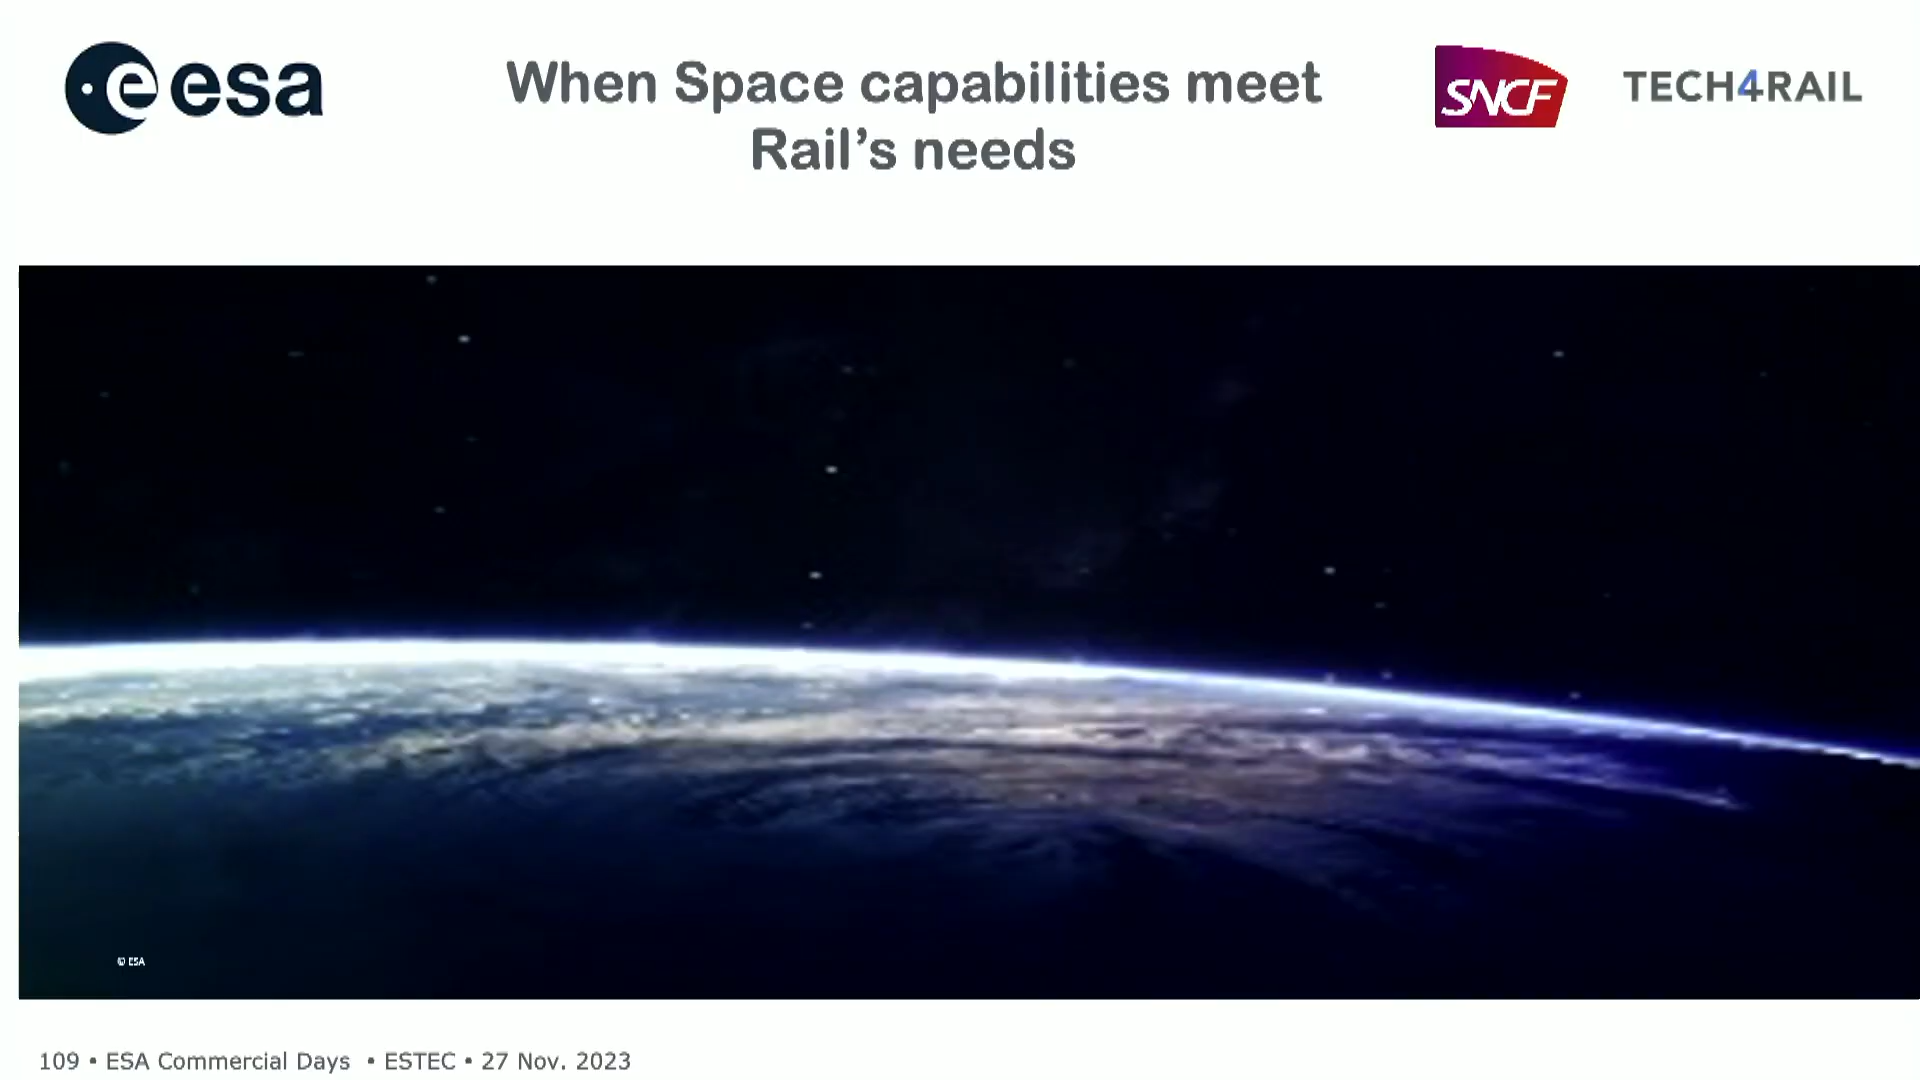 esa
When Space capabilities meet
Rail’s needs
SNCF
TECH4RAIL
© ESA
109 • ESA Commercial Days • ESTEC • 27 Nov. 2023